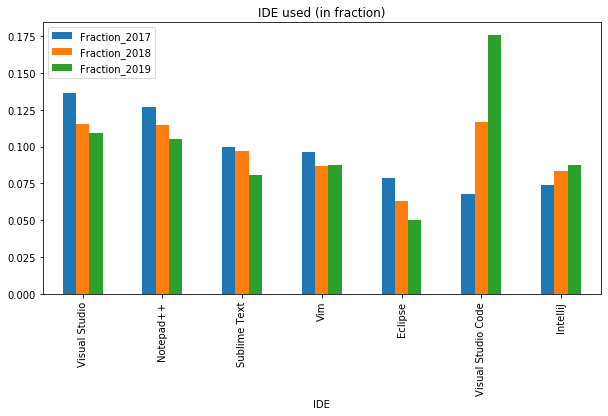 IDE used (in fraction)
Fraction_2017
Fraction_2018
Fraction_2019
0.175
0.150
0.125
0.100
0.075
0.050
0.025
0.000
Visual Studio
Notepad++
Sublime Text
Vim
Eclipse
Visual Studio Code
IntelliJ
IDE